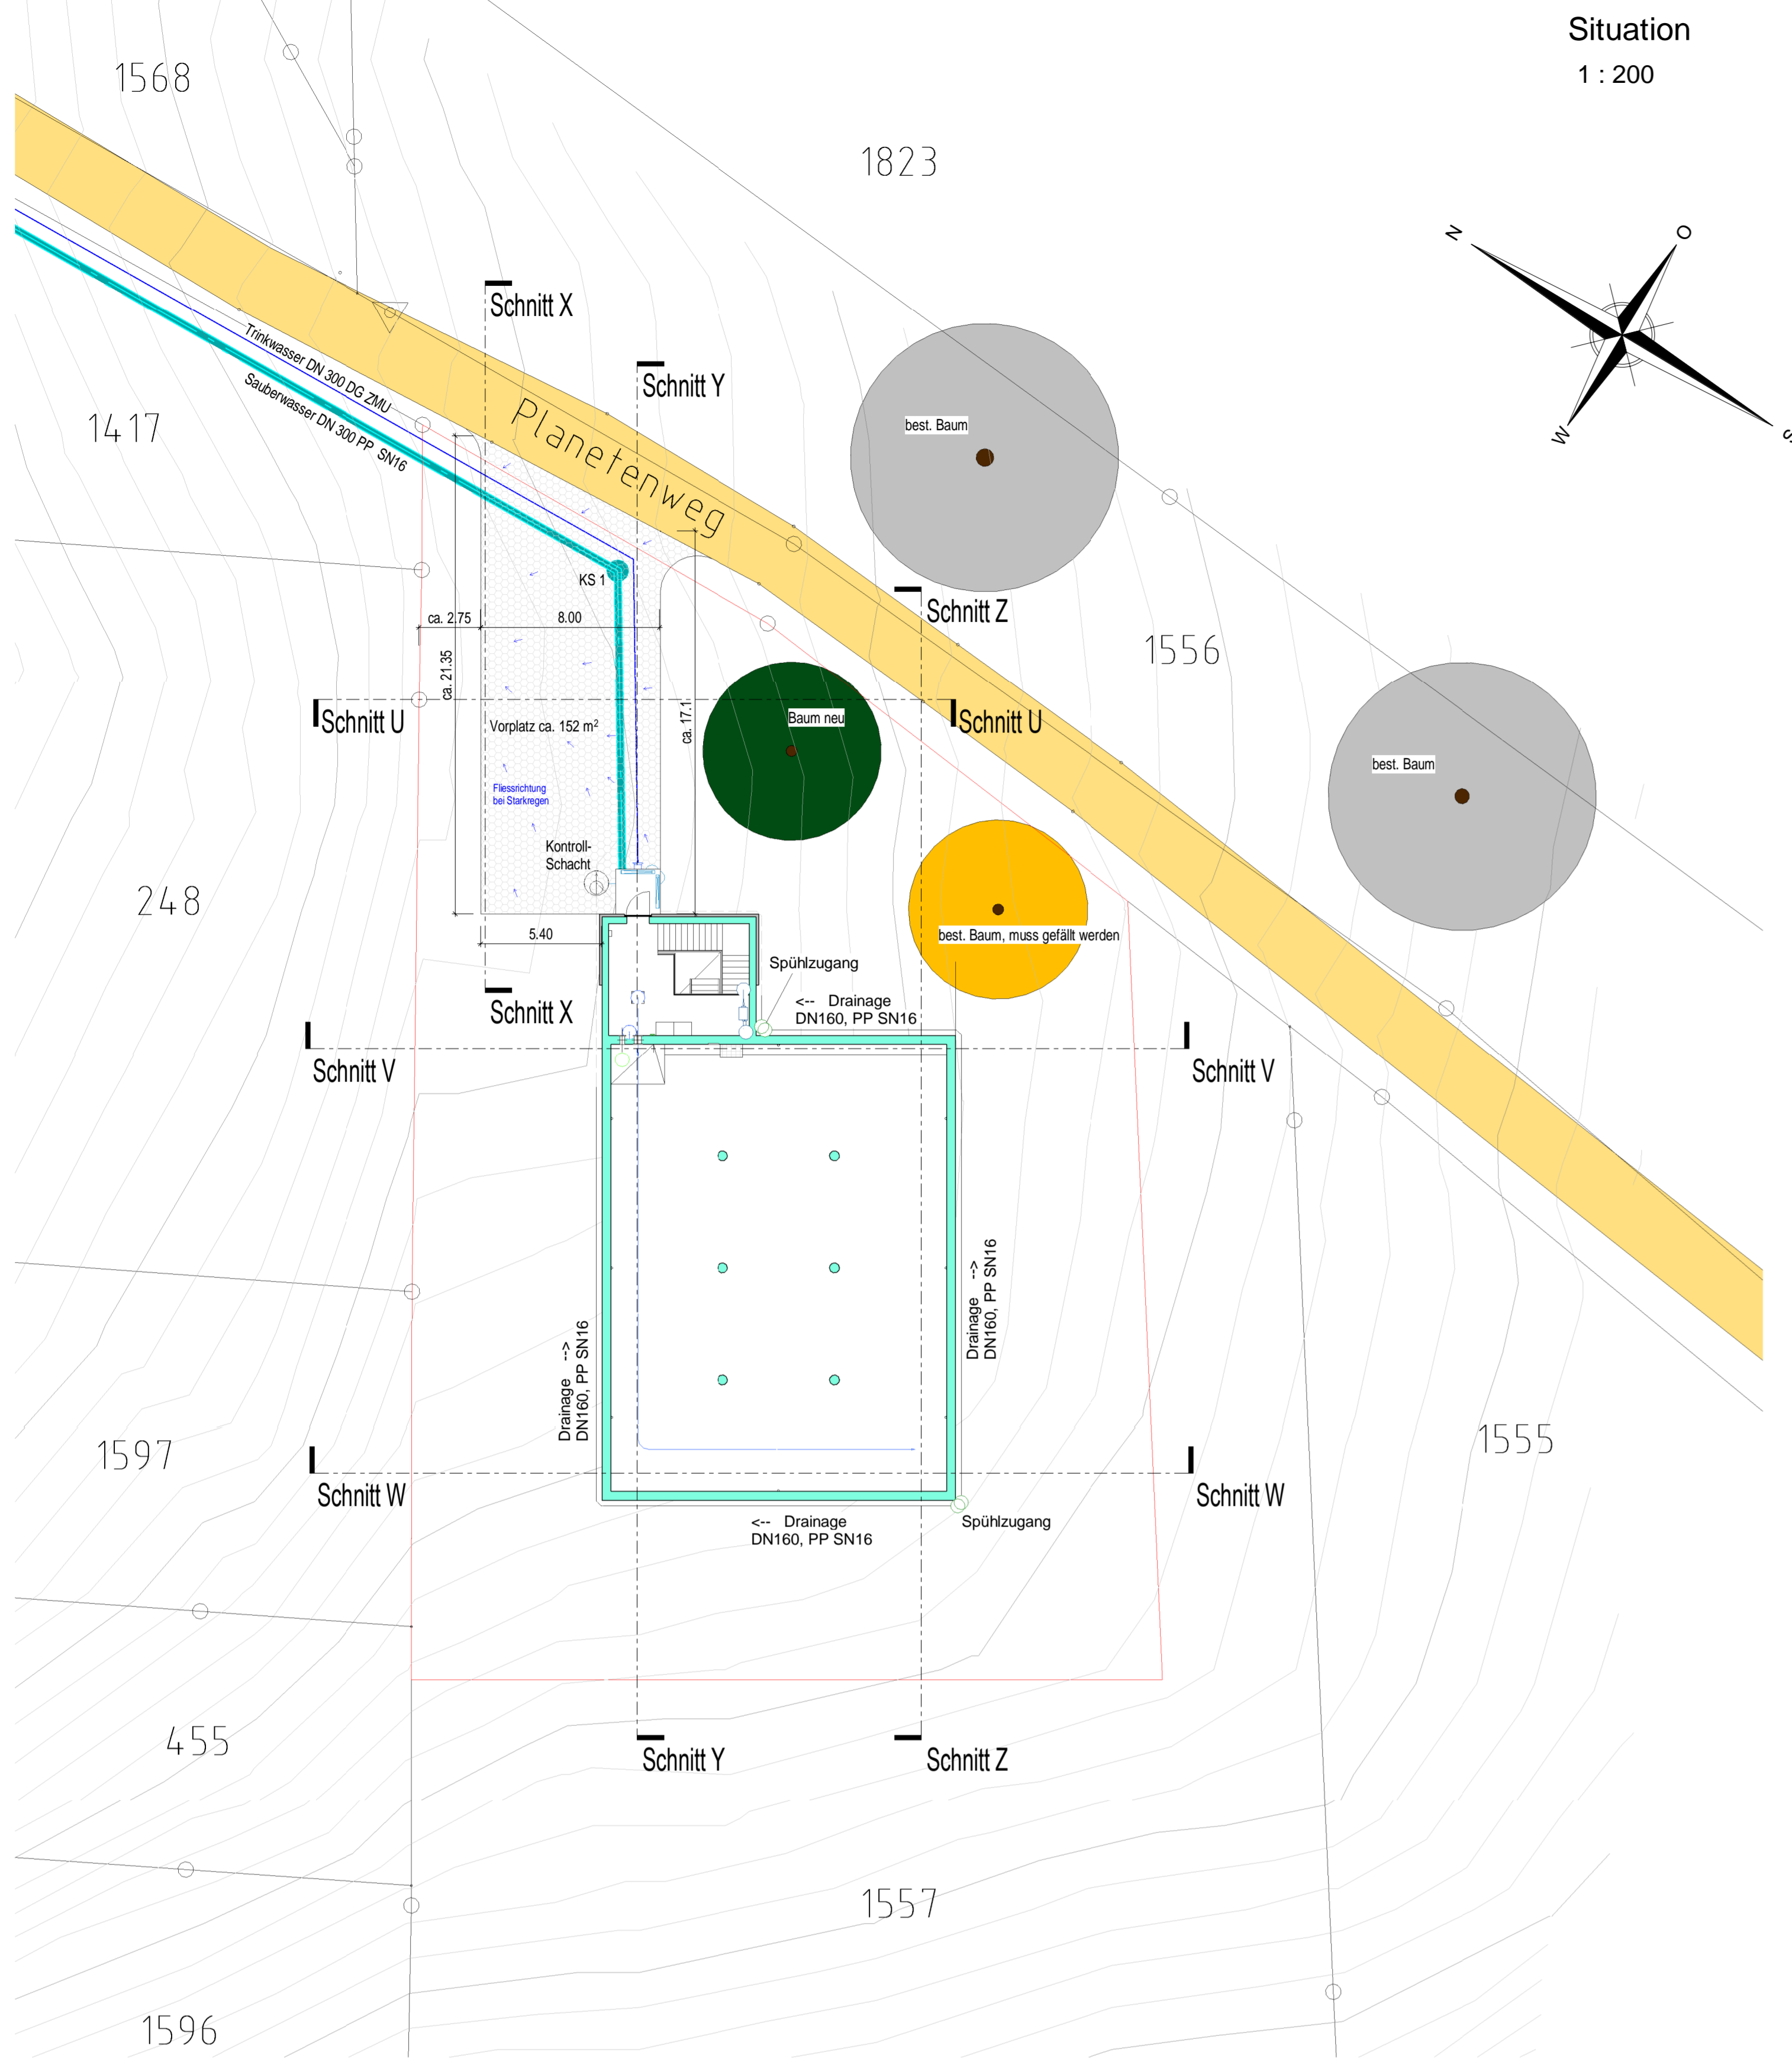 Situation
1 : 200
1568
1823
N
O
W
S
Schnitt X
Trinkwasser DN 300 DG ZMU
Sauberwasser DN 300 PP SN16
Schnitt Y
Planetenweg
best. Baum
1417
KS 1
ca. 2.75
8.00
Schnitt Z
1556
ca. 21.35
ca. 17.1
Schnitt U
Vorplatz ca. 152 m²
Baum neu
Schnitt U
best. Baum
Fliessrichtung
bei Starkregen
Kontroll-
Schacht
248
5.40
best. Baum, muss gefällt werden
Spühlzugang
Schnitt X
<-- Drainage
DN160, PP SN16
Schnitt V
Schnitt V
Drainage -->
DN160, PP SN16
Drainage -->
DN160, PP SN16
1597
1555
Schnitt W
Schnitt W
<-- Drainage
DN160, PP SN16
Spühlzugang
455
Schnitt Y
Schnitt Z
1557
1596